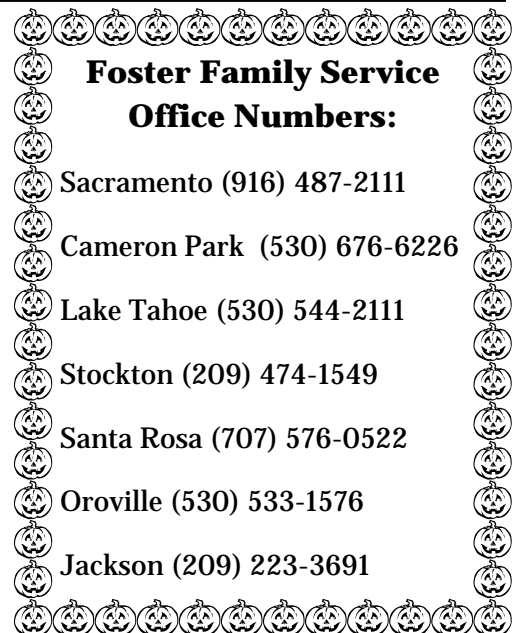 Foster Family Service
Office Numbers:
Sacramento (916) 487-2111
Cameron Park  (530) 676-6226
Lake Tahoe (530) 544-2111
Stockton (209) 474-1549
Santa Rosa (707) 576-0522
Oroville (530) 533-1576
Jackson (209) 223-3691